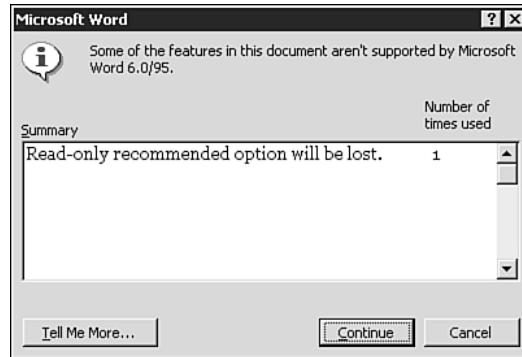 Microsoft Word
Some of the features in this document aren't supported by Microsoft
Word 6.0/95.
Number of
times used
Summary
Read-only recommended option will be lost. 1
Tell Me More... Continue Cancel